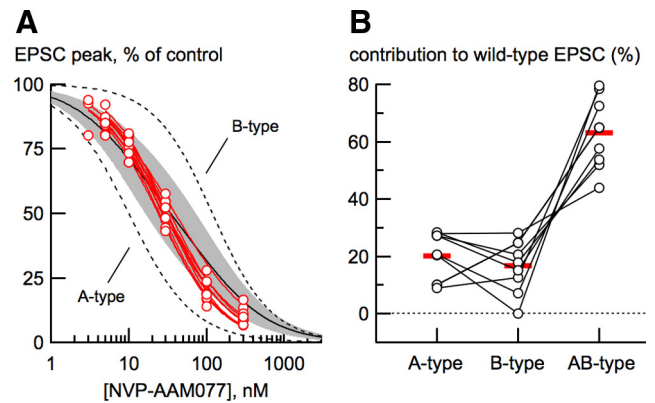 A
EPSC peak, % of control
100
75
50
25
0
B-type
A-type
1
10
100
1000
[NVP-AAM077], nM
B
contribution to wild-type EPSC (%)
80
60
40
20
0
A-type
B-type
AB-type